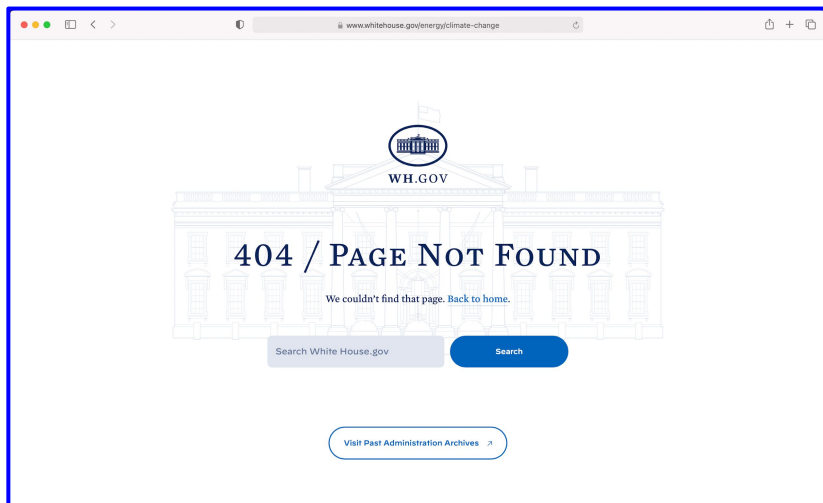 www.whitehouse.gov/energy/climate-change
WH.GOV
404 / Page Not Found
We couldn't find that page. Back to home.
Search White House.gov
Search
Visit Past Administration Archives